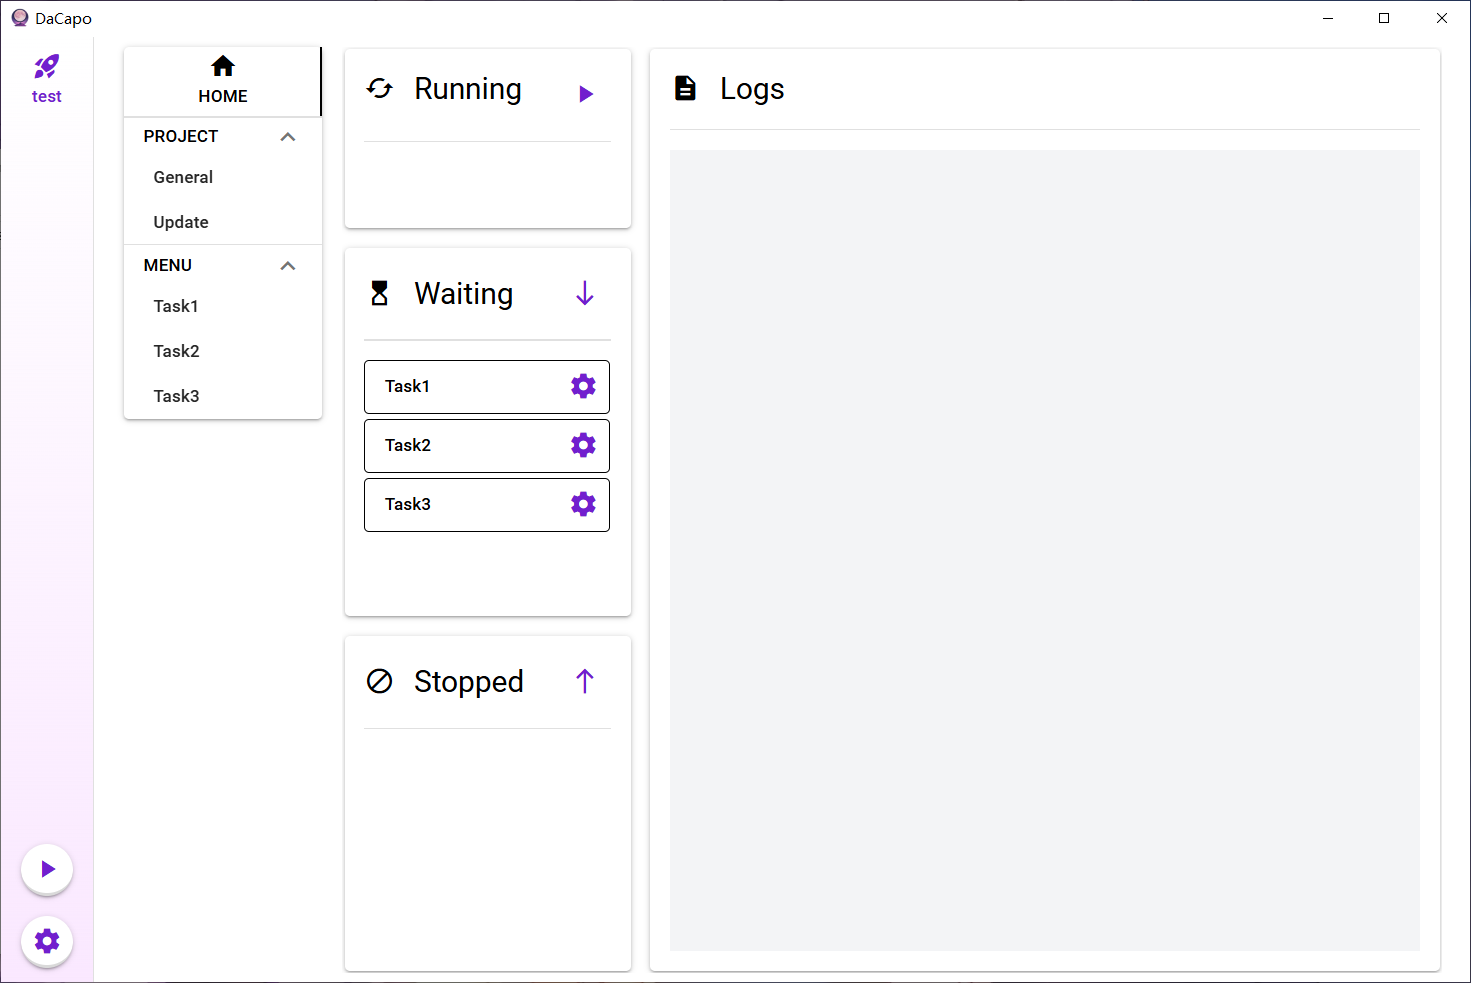 DaCapo
test
HOME
PROJECT
General
Update
MENU
Task1
Task2
Task3
Running
Waiting
Task1
Task2
Task3
Stopped
Logs